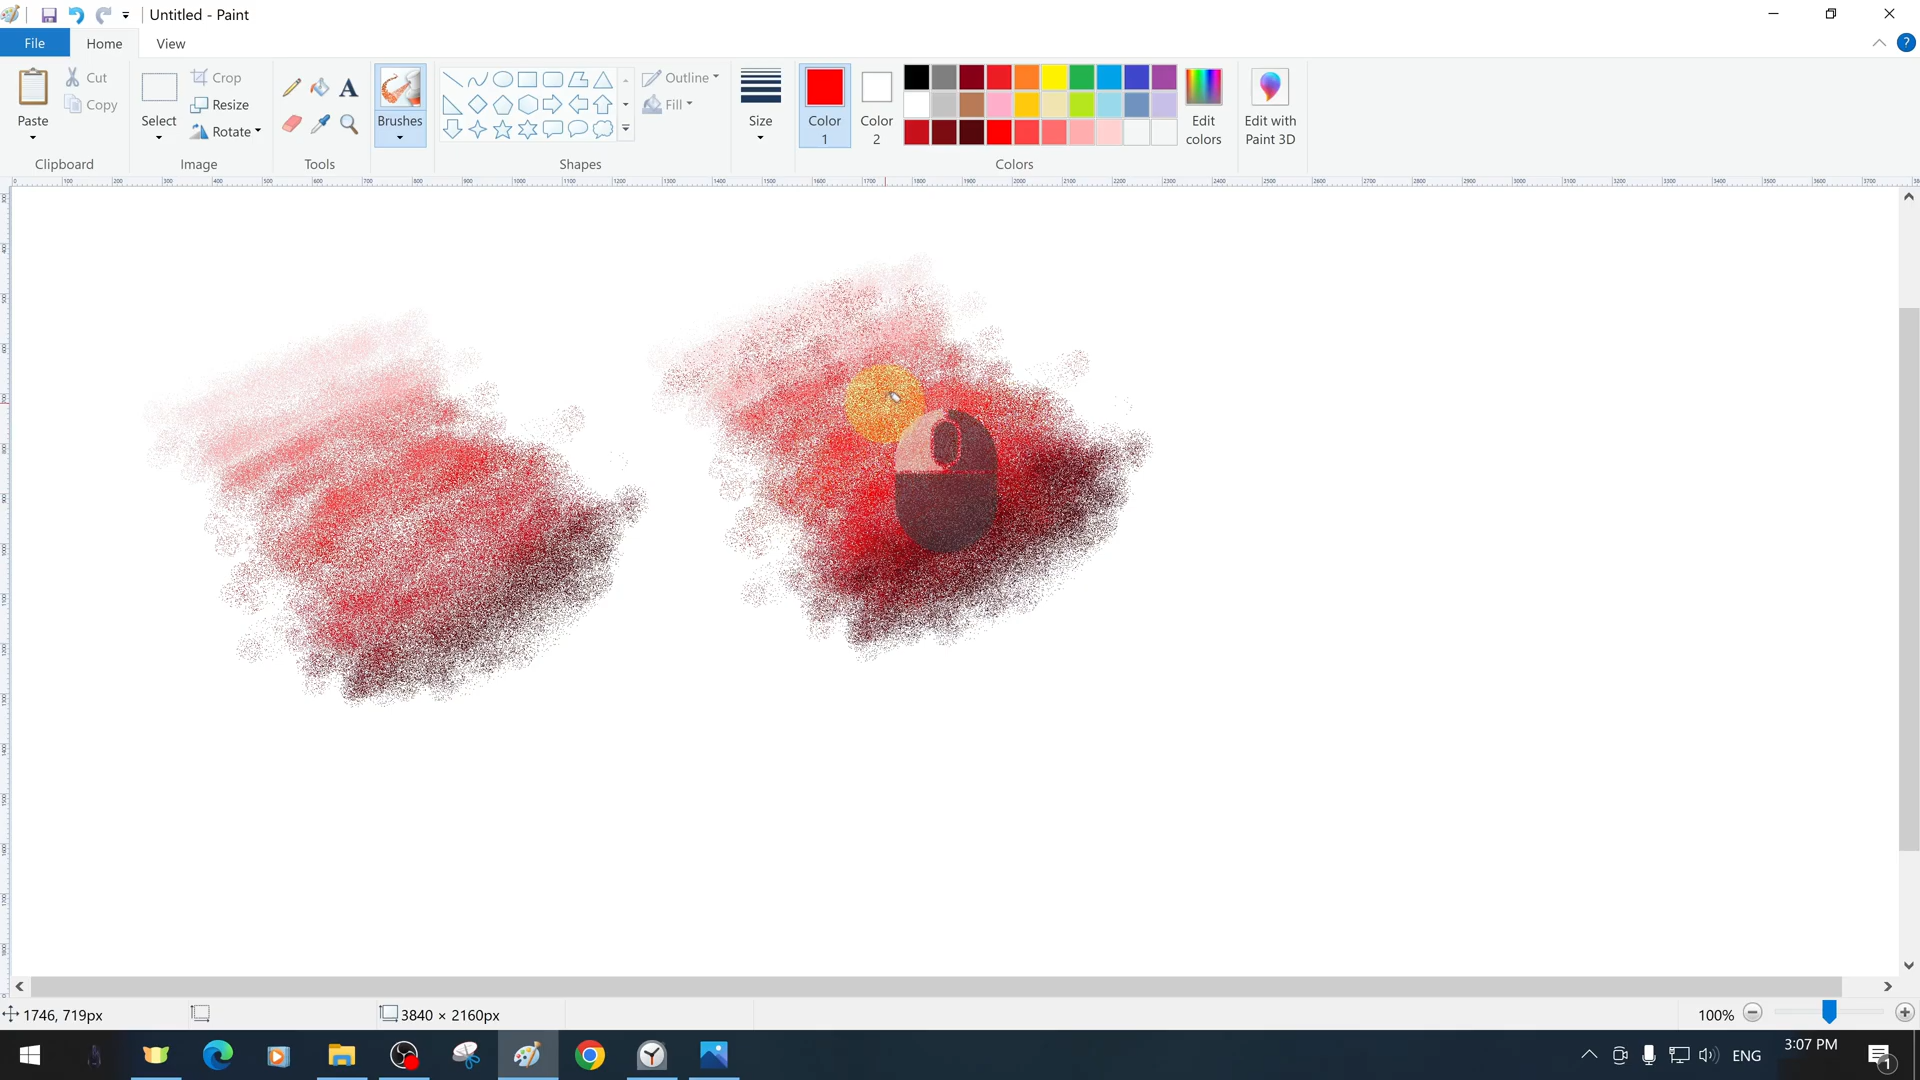 Untitled - Paint
File
Home
View
Paste
Cut
Copy
Clipboard
Select
Crop
Resize
Rotate
Image
Tools
Brushes
Shapes
Outline
Fill
Size
Color
1
Color
2
Colors
Edit
colors
Edit with
Paint 3D
1746, 719px
3840 × 2160px
100%
ENG
3:07 PM
1